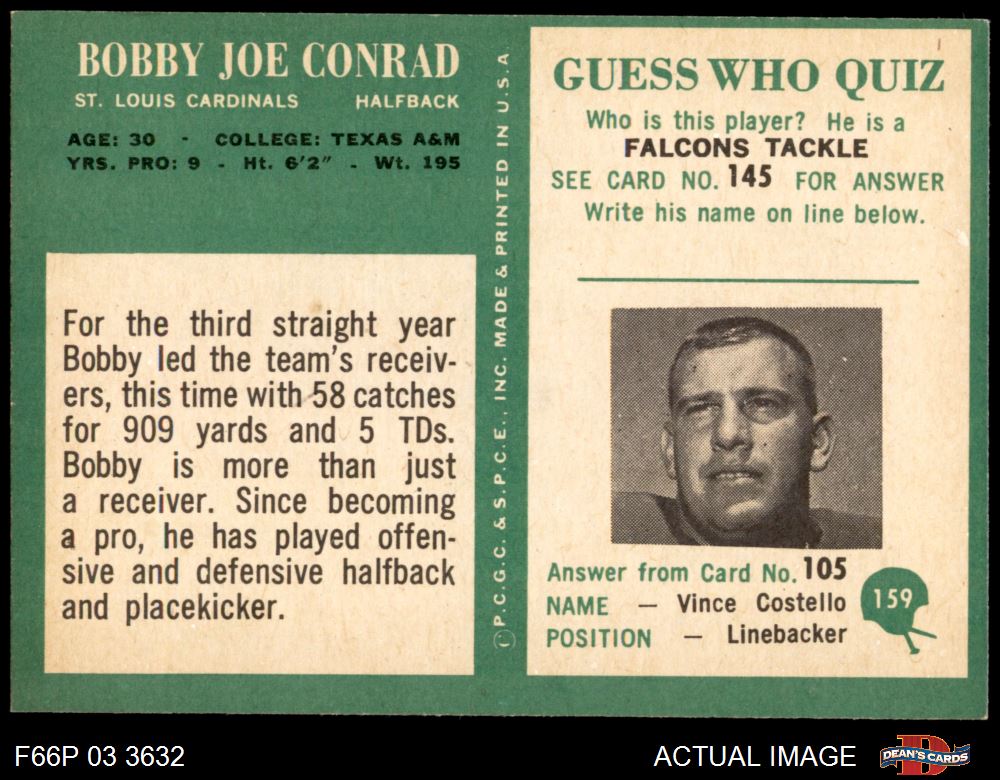 BOBBY JOE CONRAD
ST. LOUIS CARDINALS HALFBACK
AGE: 30 - COLLEGE: TEXAS A&M
YRS. PRO: 9 - Ht. 6'2" - Wt. 195
For the third straight year
Bobby led the team's receiv-
ers, this time with 58 catches
for 909 yards and 5 TDs.
Bobby is more than just
a receiver. Since becoming
a pro, he has played offen-
sive and defensive halfback
and placekicker.
Ⓟ P.C.G.C. & S.P.C.E., INC. MADE & PRINTED IN U.S.A
GUESS WHO QUIZ
Who is this player? He is a
FALCONS TACKLE
SEE CARD NO. 145 FOR ANSWER
Write his name on line below.
Answer from Card No. 105
NAME — Vince Costello
POSITION — Linebacker
159
F66P 03 3632
ACTUAL IMAGE
D
DEAN'S CARDS